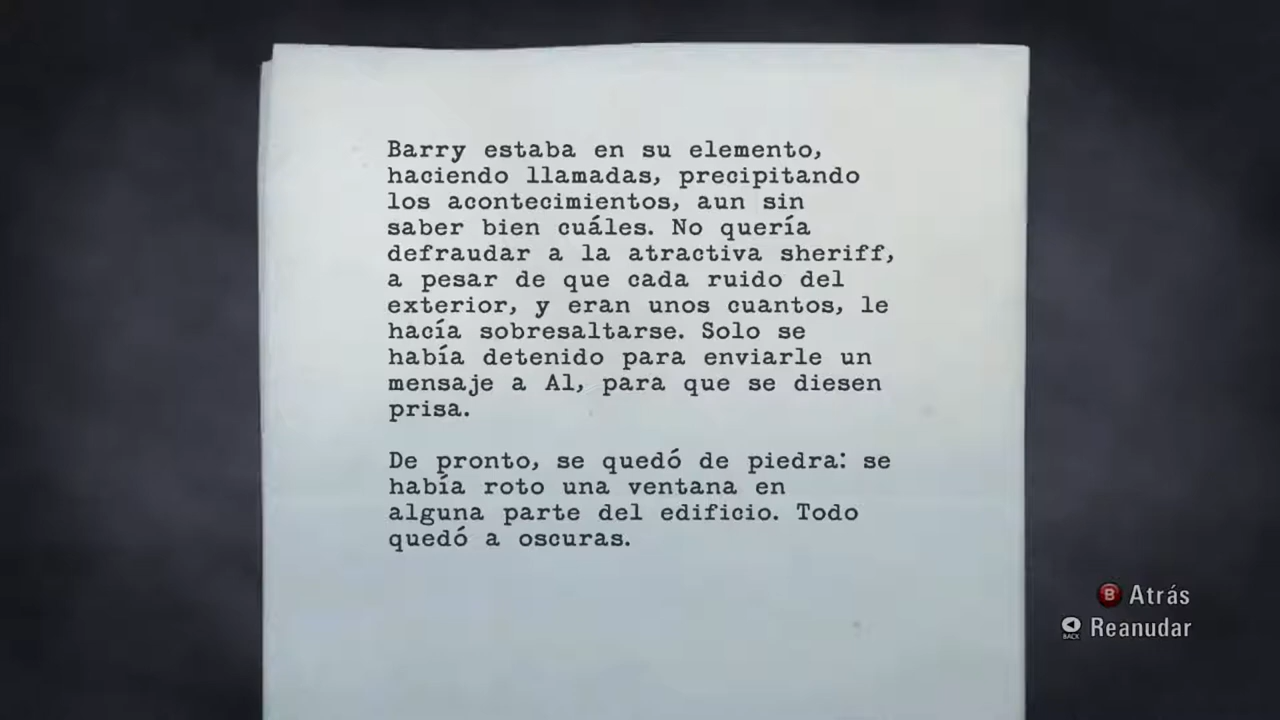 Barry estaba en su elemento,
haciendo llamadas, precipitando
los acontecimientos, aun sin
saber bien cuáles. No quería
defraudar a la atractiva sheriff,
a pesar de que cada ruido del
exterior, y eran unos cuantos, le
hacía sobresaltarse. Solo se
había detenido para enviarle un
mensaje a Al, para que se diesen
prisa.
De pronto, se quedó de piedra: se
había roto una ventana en
alguna parte del edificio. Todo
quedó a oscuras.
B Atrás
BACK Reanudar